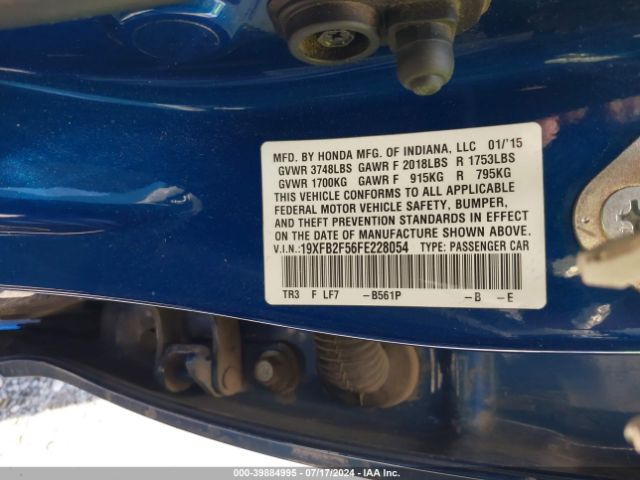 MFD. BY HONDA MFG. OF INDIANA, LLC 01/'15
GVWR 3748LBS GAWR F 2018LBS R 1753LBS
GVWR 1700KG GAWR F 915KG R 795KG
THIS VEHICLE CONFORMS TO ALL APPLICABLE
FEDERAL MOTOR VEHICLE SAFETY, BUMPER,
AND THEFT PREVENTION STANDARDS IN EFFECT
ON THE DATE OF MANUFACTURE SHOWN ABOVE.
V.I.N.:19XFB2F56FE228054 TYPE: PASSENGER CAR
TR3 F LF7 -B561P -B -E
000-39884995 - 07/17/2024 - IAA Inc.